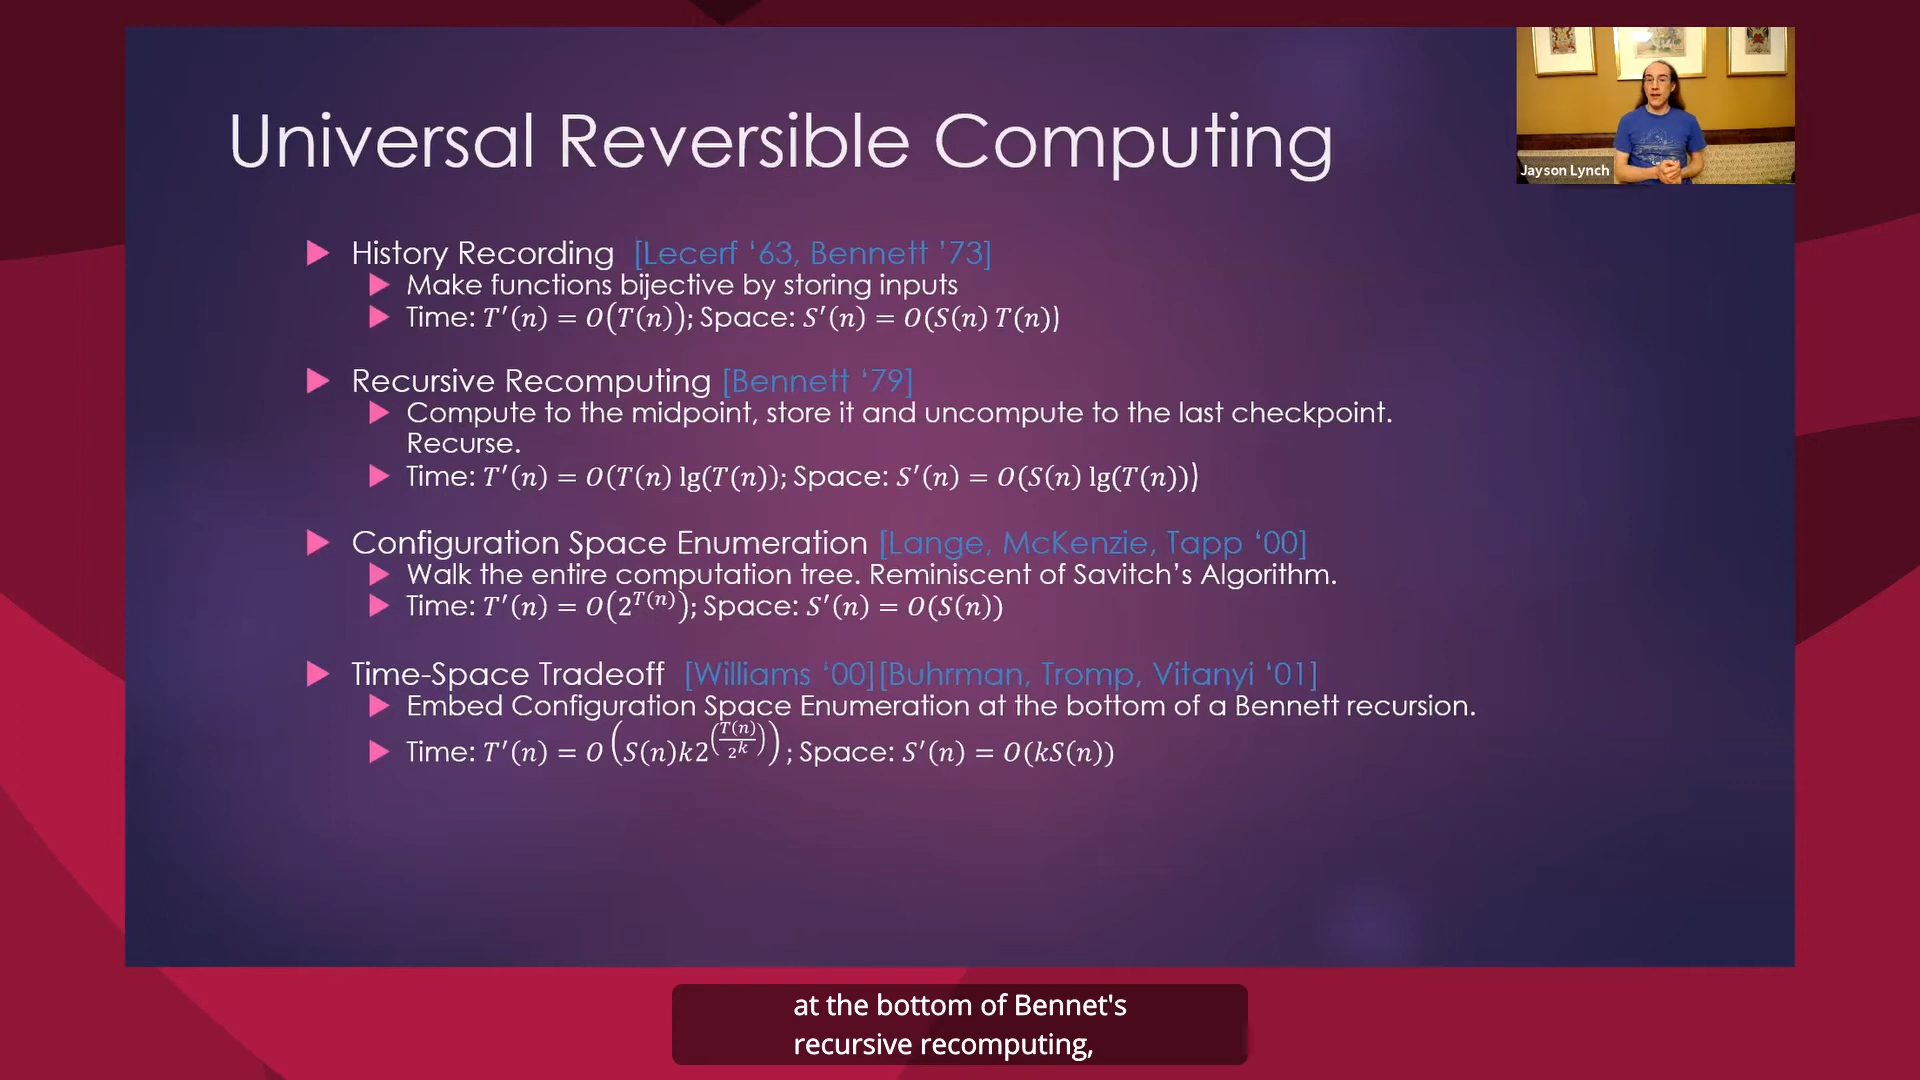 Universal Reversible Computing
Jayson Lynch
History Recording [Lecerf ‘63, Bennett ’73]
Make functions bijective by storing inputs
Time: T′(n) = O(T(n)); Space: S′(n) = O(S(n) T(n))
Recursive Recomputing [Bennett ‘79]
Compute to the midpoint, store it and uncompute to the last checkpoint.
Recurse.
Time: T′(n) = O(T(n) lg(T(n)); Space: S′(n) = O(S(n) lg(T(n)))
Configuration Space Enumeration [Lange, McKenzie, Tapp ‘00]
Walk the entire computation tree. Reminiscent of Savitch’s Algorithm.
Time: T′(n) = O(2^{T(n)}); Space: S′(n) = O(S(n))
Time-Space Tradeoff [Williams ‘00][Buhrman, Tromp, Vitanyi ‘01]
Embed Configuration Space Enumeration at the bottom of a Bennett recursion.
Time: T′(n) = O(S(n)k2^{(\frac{T(n)}{2^k})}); Space: S′(n) = O(kS(n))
at the bottom of Bennet's
recursive recomputing,